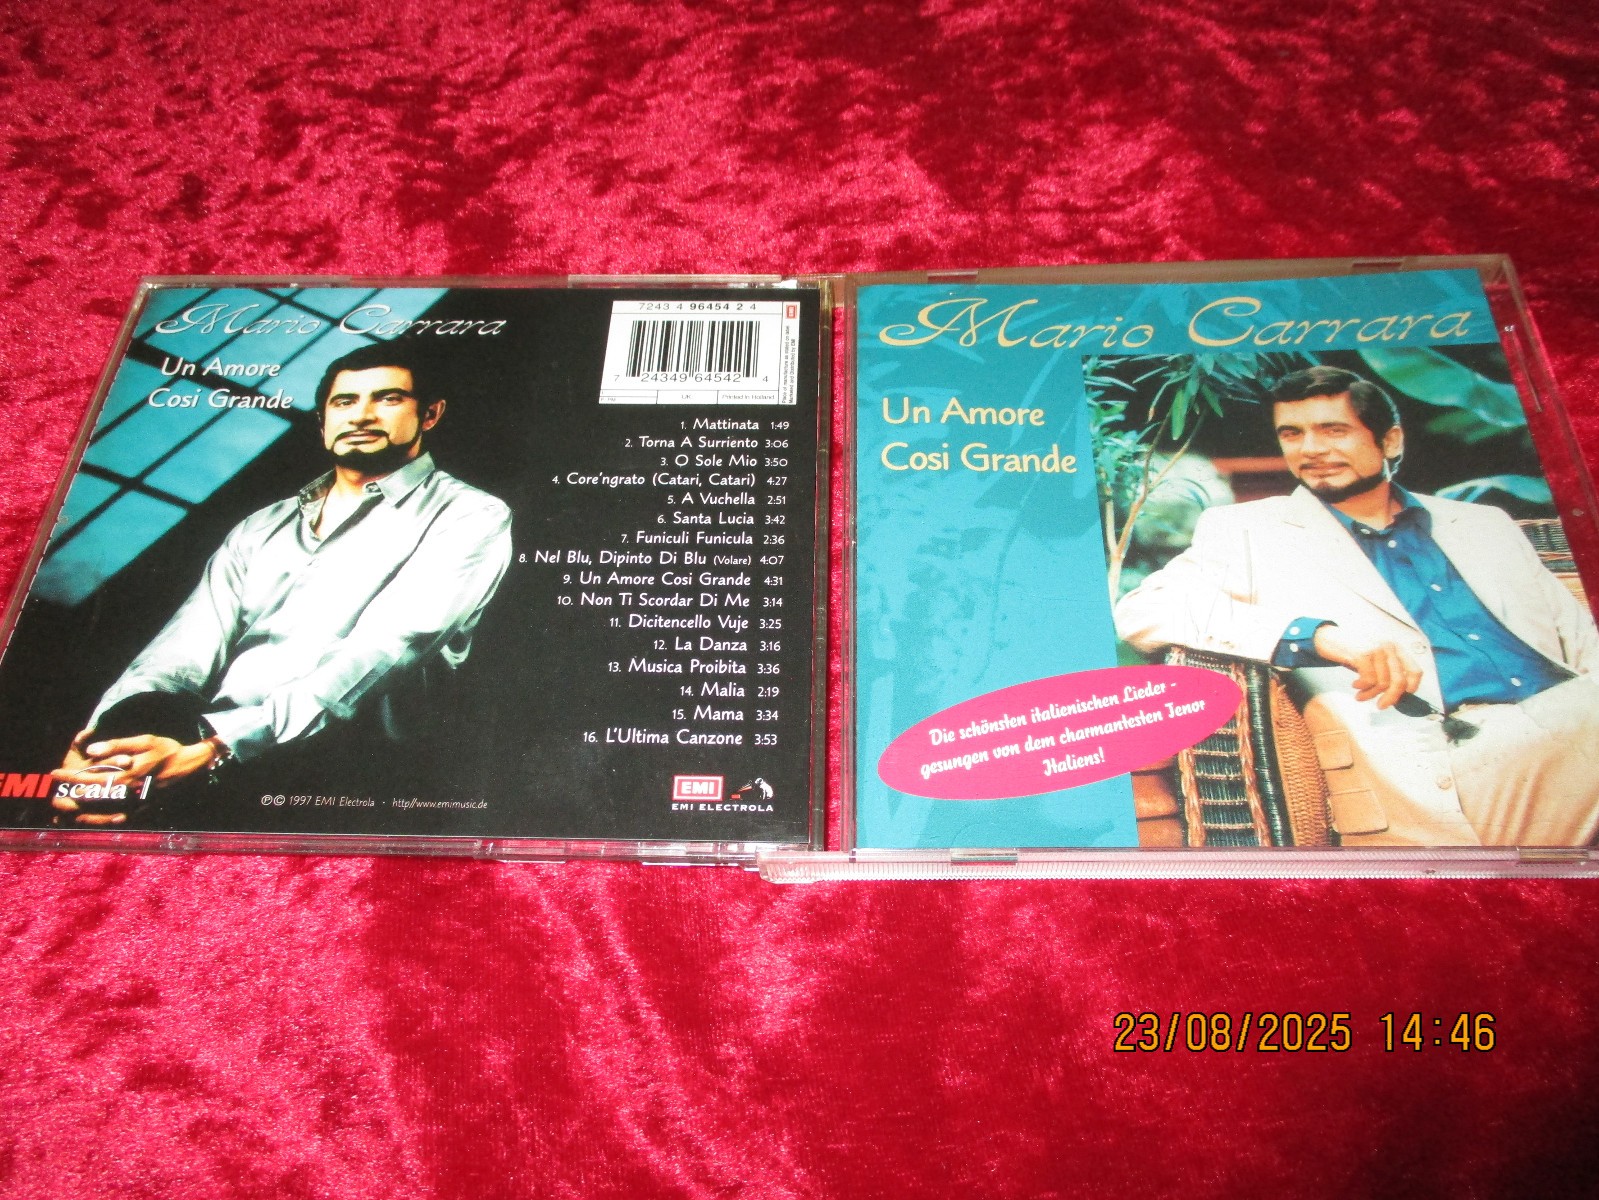 Mario Carrara
Un Amore
Cosi Grande
7243 4 96454 2 4
7 24349 64542 4
UK
Printed in Holland
EMI
1. Mattinata 1:49
2. Torna A Surriento 3:06
3. O Sole Mio 3:50
4. Core'ngrato (Catari, Catari) 4:27
5. A Vuchella 2:51
6. Santa Lucia 3:42
7. Funiculi Funicula 2:36
8. Nel Blu, Dipinto Di Blu (Volare) 4:07
9. Un Amore Cosi Grande 4:31
10. Non Ti Scordar Di Me 3:14
11. Dicitencello Vuje 3:25
12. La Danza 3:16
13. Musica Proibita 3:36
14. Malia 2:19
15. Mama 3:34
16. L'Ultima Canzone 3:53
EMI scala
℗© 1997 EMI Electrola · http//www.emimusic.de
EMI
EMI ELECTROLA
Mario Carrara
Un Amore
Cosi Grande
Die schönsten italienischen Lieder -
gesungen von dem charmantesten Tenor
Italiens!
23/08/2025 14:46